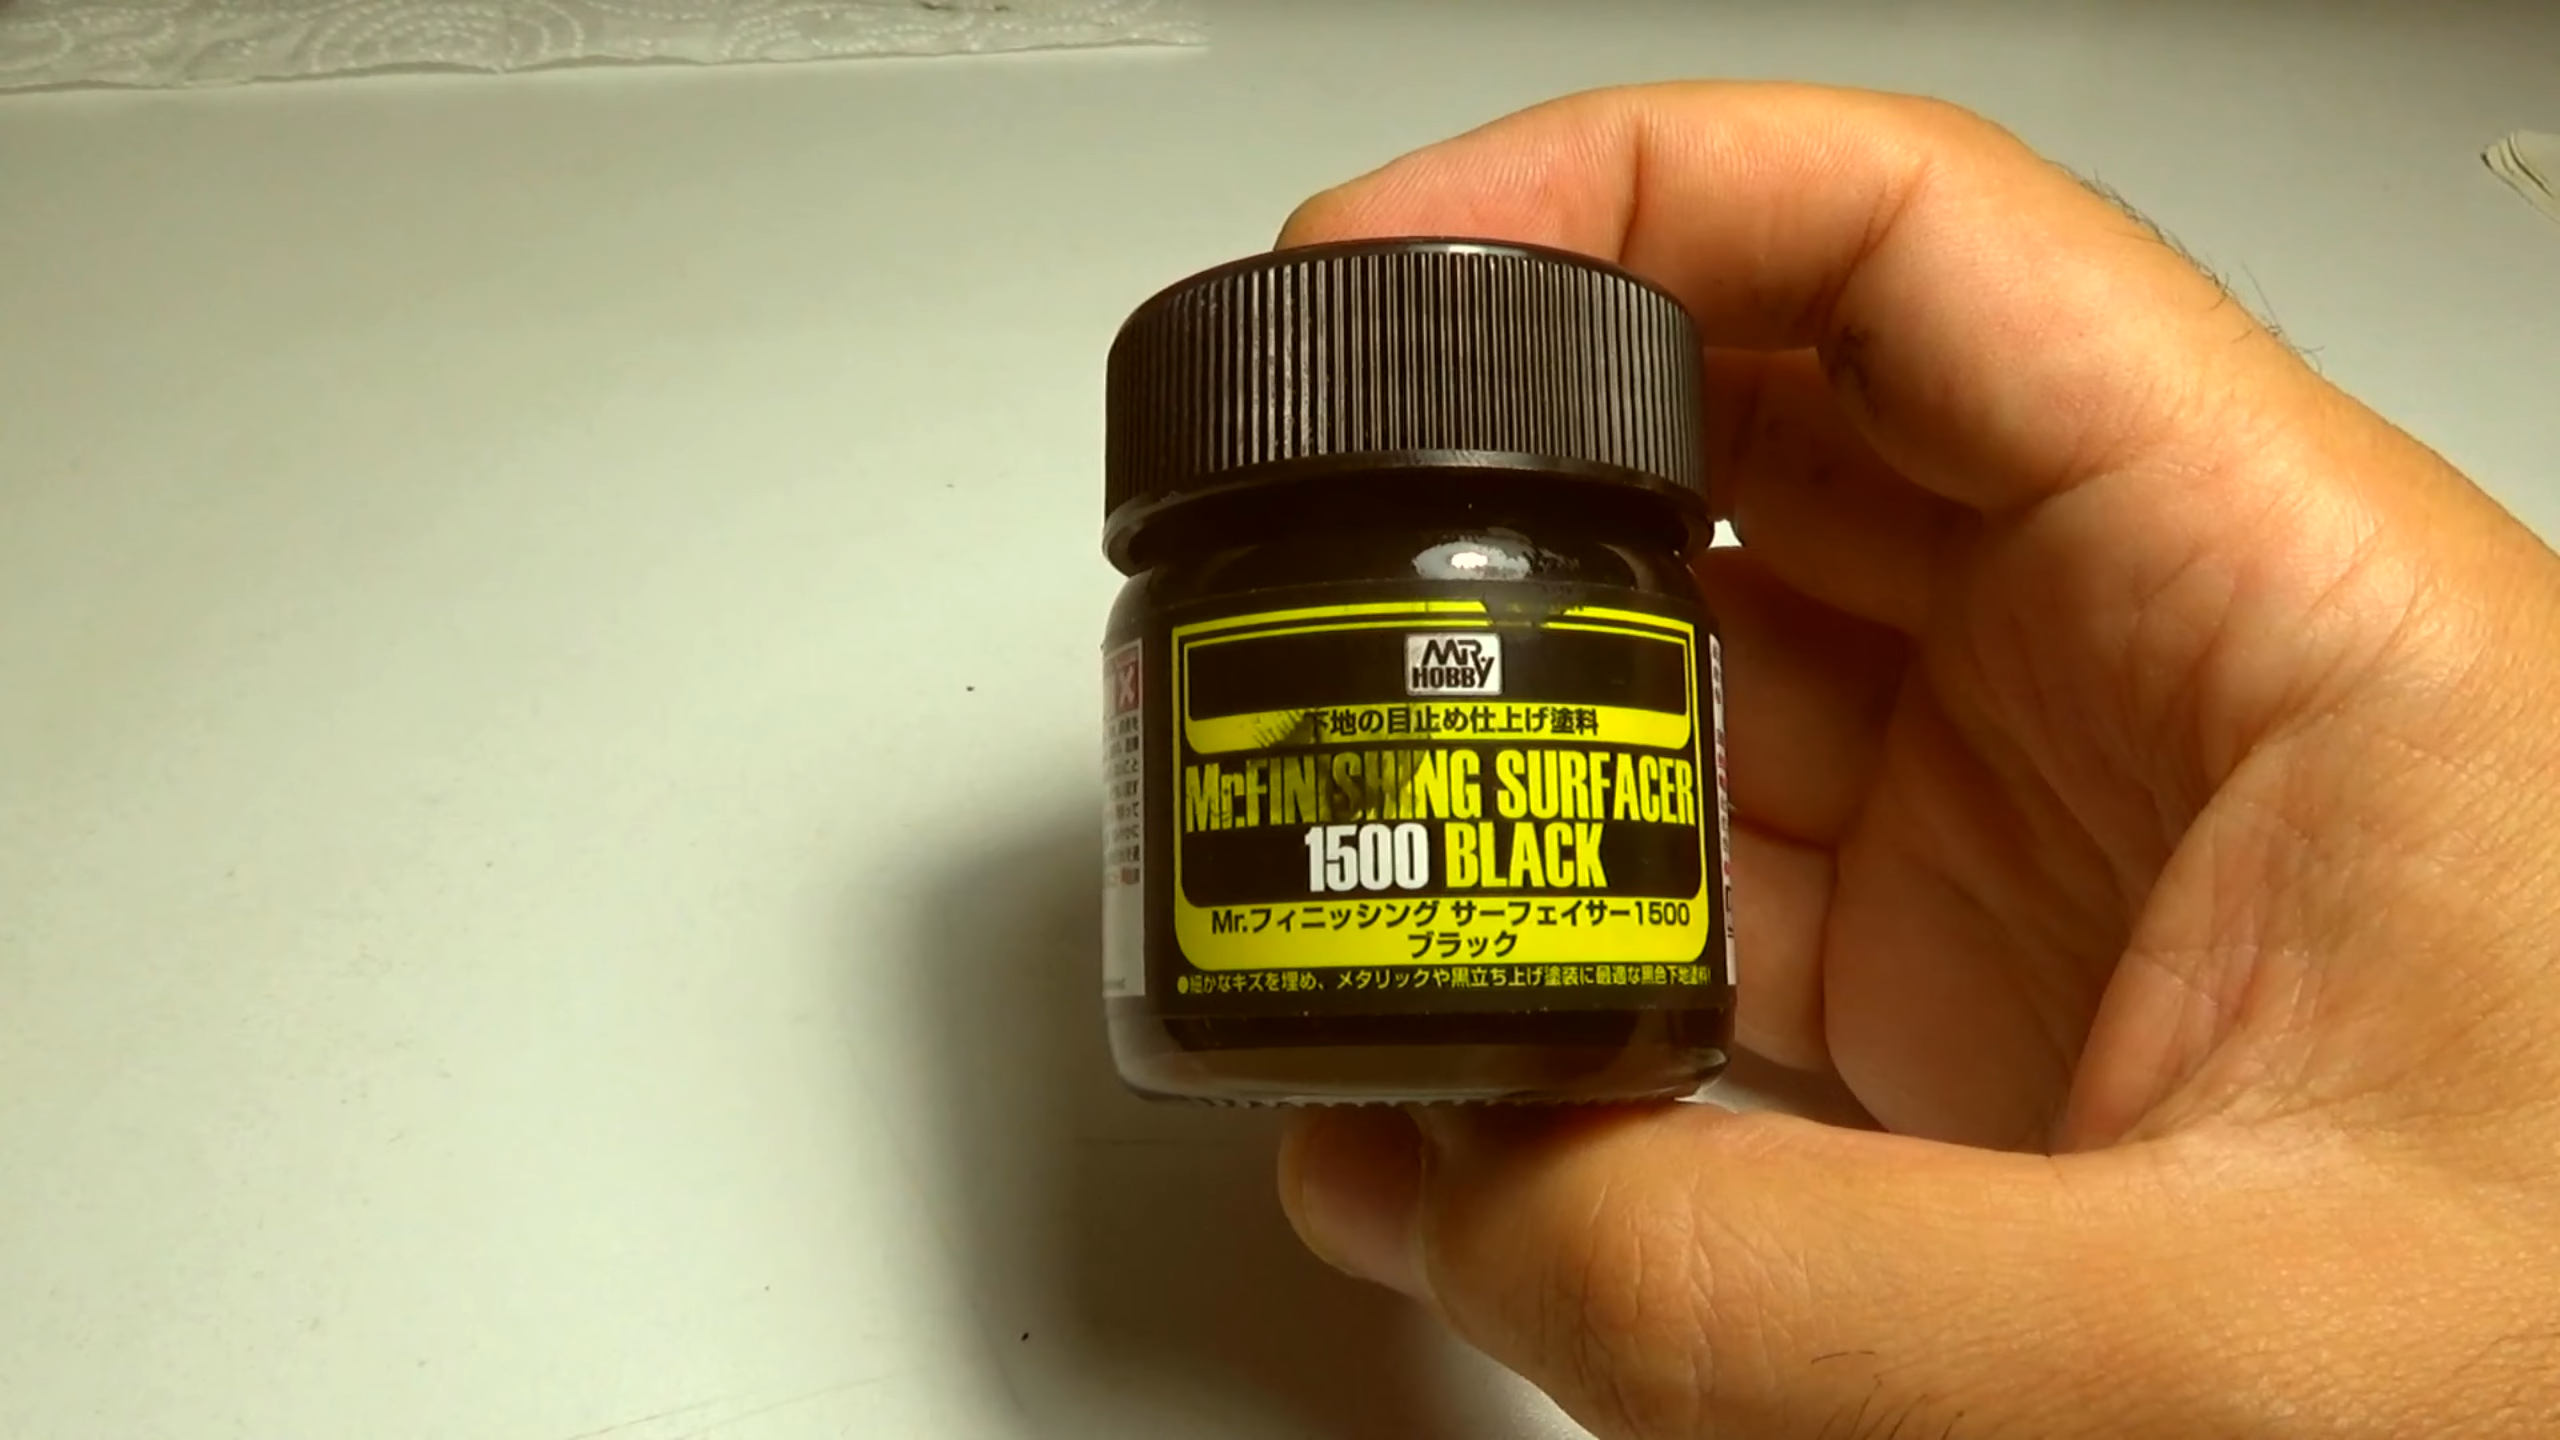 MR. HOBBY
下地の目止め仕上げ塗料
Mr.FINISHING SURFACER
1500 BLACK
Mr.フィニッシング サーフェイサー1500
ブラック
●細かなキズを埋め、メタリックや黒立ち上げ塗装に最適な黒色下地塗料!